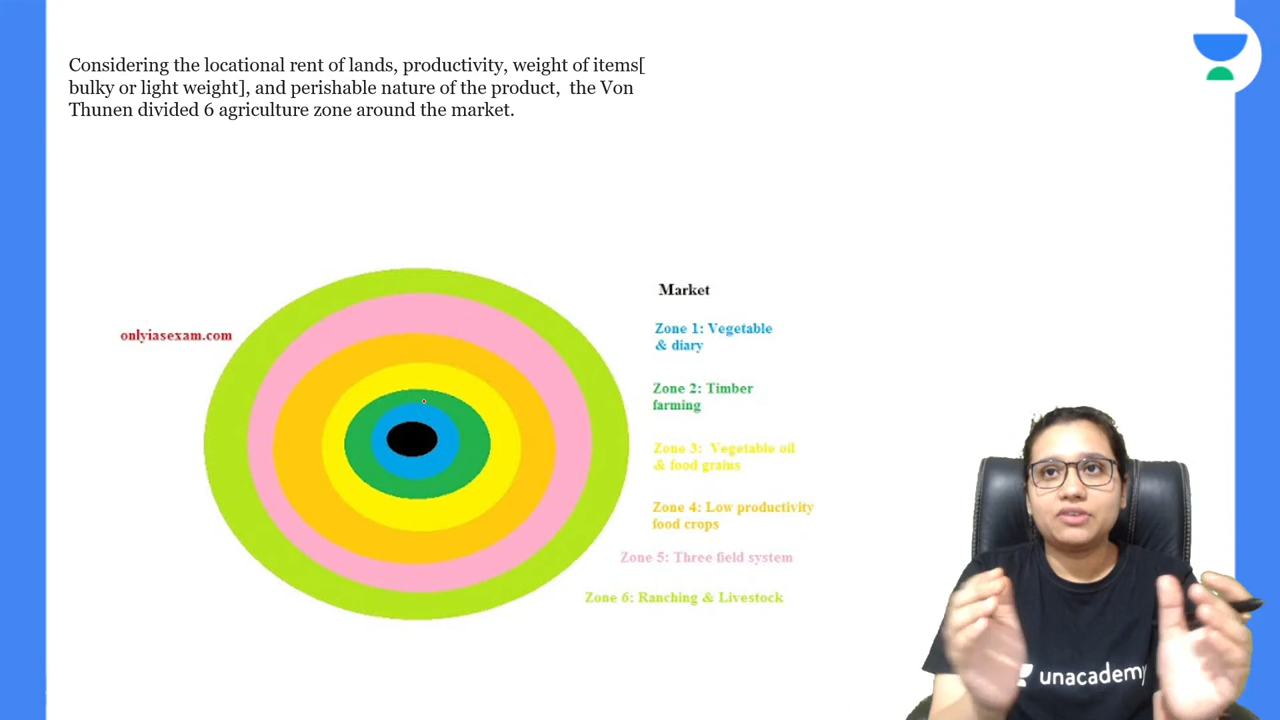 Considering the locational rent of lands, productivity, weight of items[
bulky or light weight], and perishable nature of the product,  the Von
Thunen divided 6 agriculture zone around the market.
Market
onlyiasexam.com
Zone 1: Vegetable
& diary
Zone 2: Timber
farming
Zone 3:  Vegetable oil
& food grains
Zone 4: Low productivity
food crops
Zone 5: Three field system
Zone 6: Ranching & Livestock
unacademy